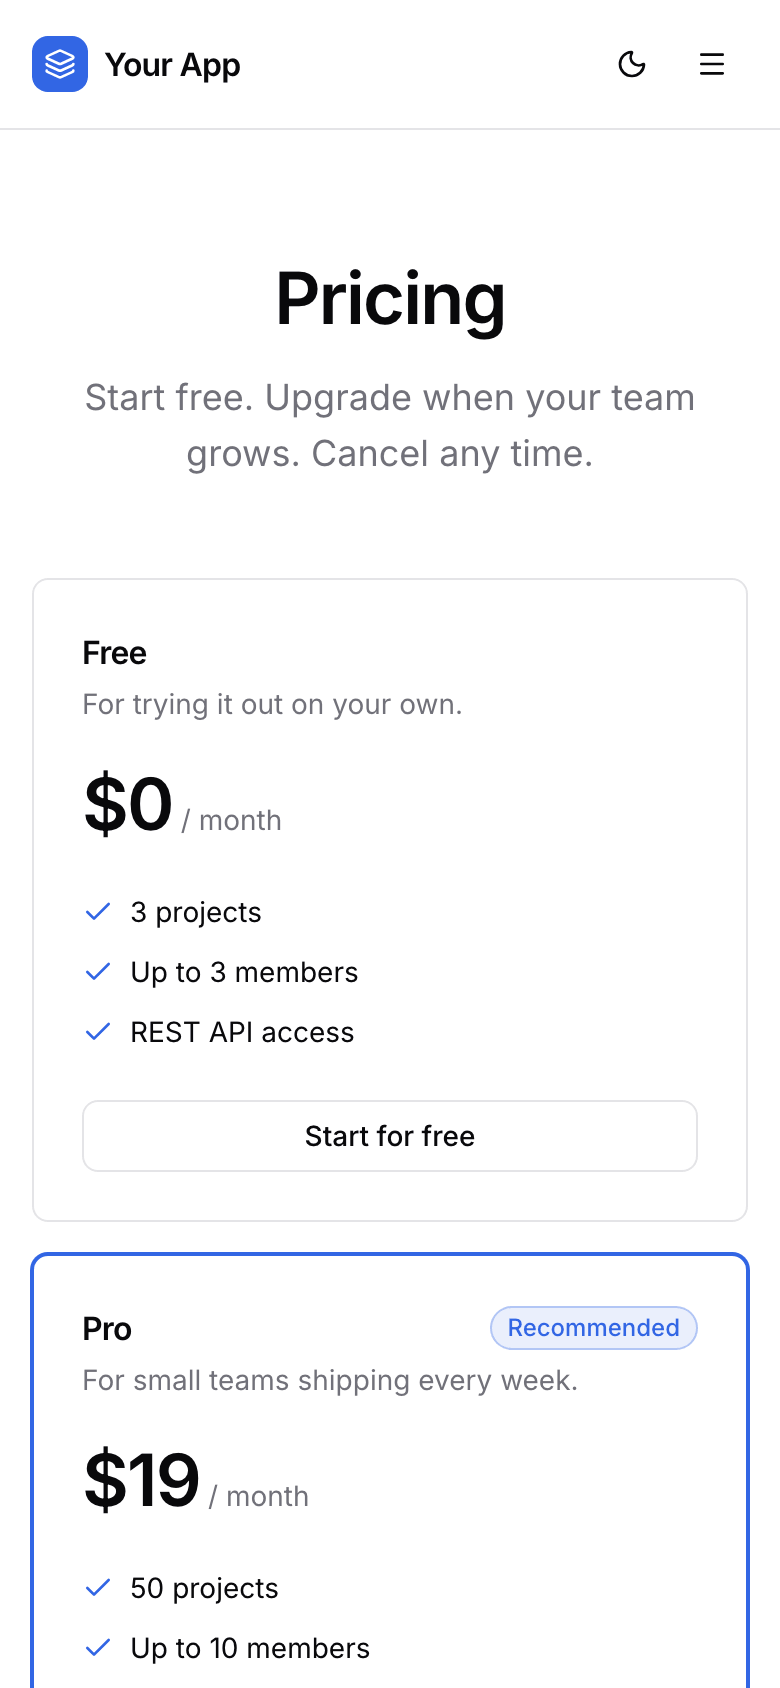 Your App
Pricing
Start free. Upgrade when your team
grows. Cancel any time.
Free
For trying it out on your own.
$0 / month
3 projects
Up to 3 members
REST API access
Start for free
Pro
Recommended
For small teams shipping every week.
$19 / month
50 projects
Up to 10 members